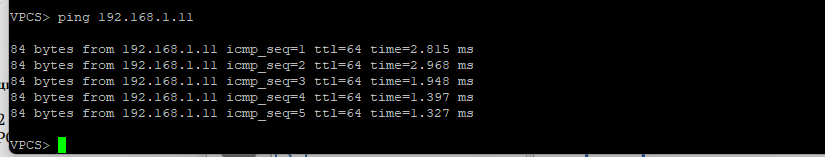 VPCS> ping 192.168.1.11
84 bytes from 192.168.1.11 icmp_seq=1 ttl=64 time=2.815 ms
84 bytes from 192.168.1.11 icmp_seq=2 ttl=64 time=2.968 ms
84 bytes from 192.168.1.11 icmp_seq=3 ttl=64 time=1.948 ms
84 bytes from 192.168.1.11 icmp_seq=4 ttl=64 time=1.397 ms
84 bytes from 192.168.1.11 icmp_seq=5 ttl=64 time=1.327 ms
VPCS>